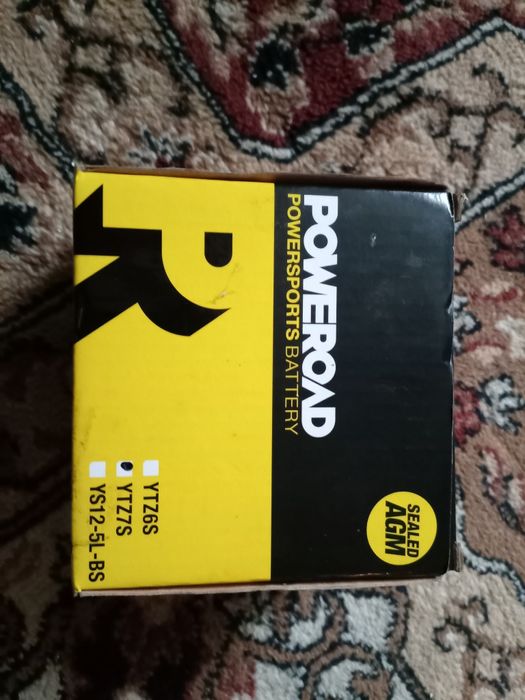 POWEROAD
POWERSPORTS BATTERY
SEALED
AGM
YTZ6S
YTZ7S
YS12-5L-BS